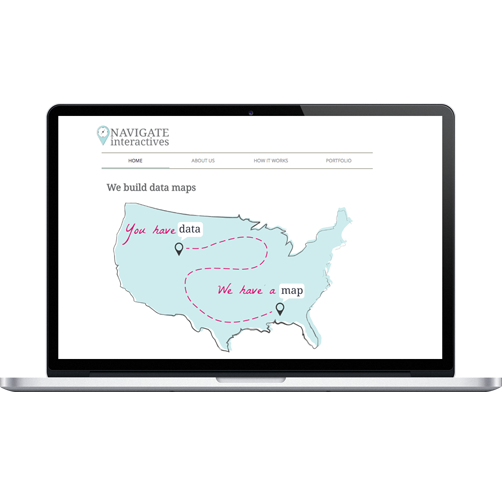 NAVIGATE
interactives
HOME ABOUT US HOW IT WORKS PORTFOLIO
We build data maps
You have data
We have a map